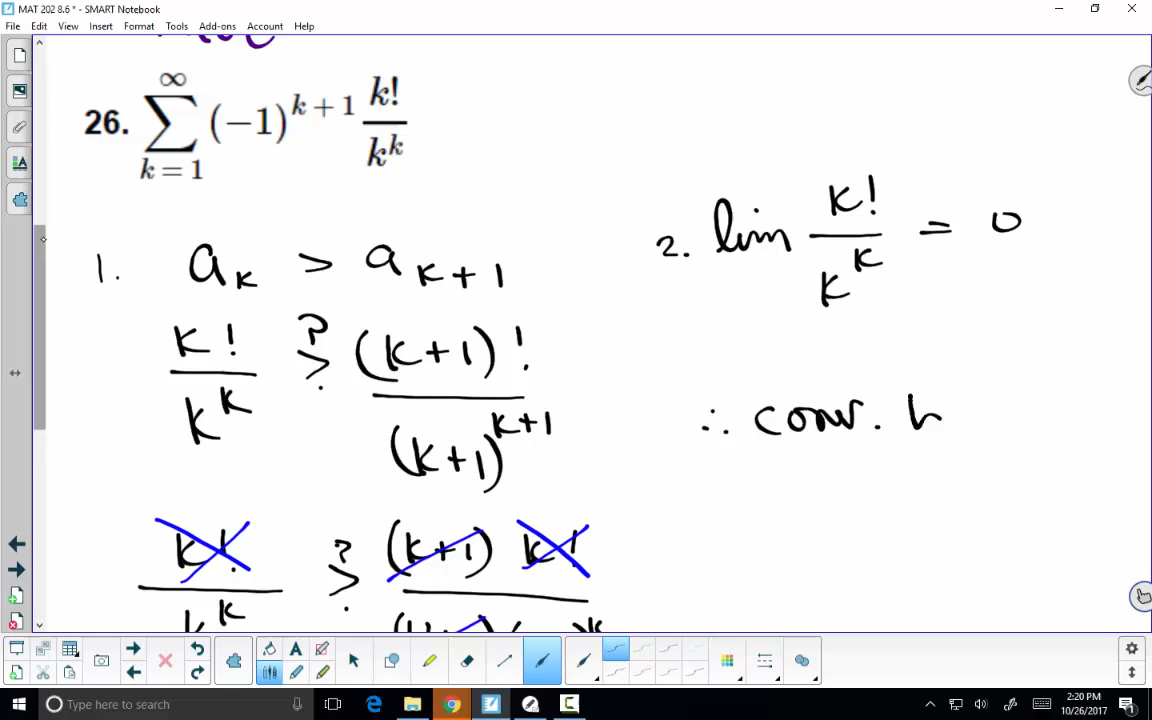 MAT 202 8.6 * - SMART Notebook
File Edit View Insert Format Tools Add-ons Account Help
26. ∞ ∑ k = 1 (−1)^{k + 1} k!/k^k
1. a_k > a_{k+1}
k!/k^k ?> (k+1)!/(k+1)^{k+1}
k!/k^k ?> (k+1) k!
2. lim k!/k^k = 0
∴ conv.
Type here to search
2:20 PM
10/26/2017
1